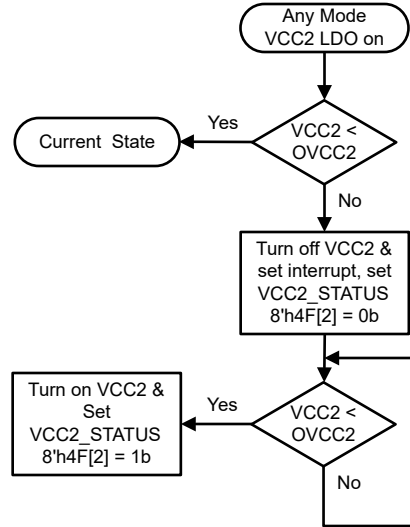 Any Mode
VCC2 LDO on
Yes
VCC2 <
OVCC2
Current State
No
Turn off VCC2 &
set interrupt, set
VCC2_STATUS
8'h4F[2] = 0b
Turn on VCC2 &
Set
VCC2_STATUS
8'h4F[2] = 1b
Yes
VCC2 <
OVCC2
No